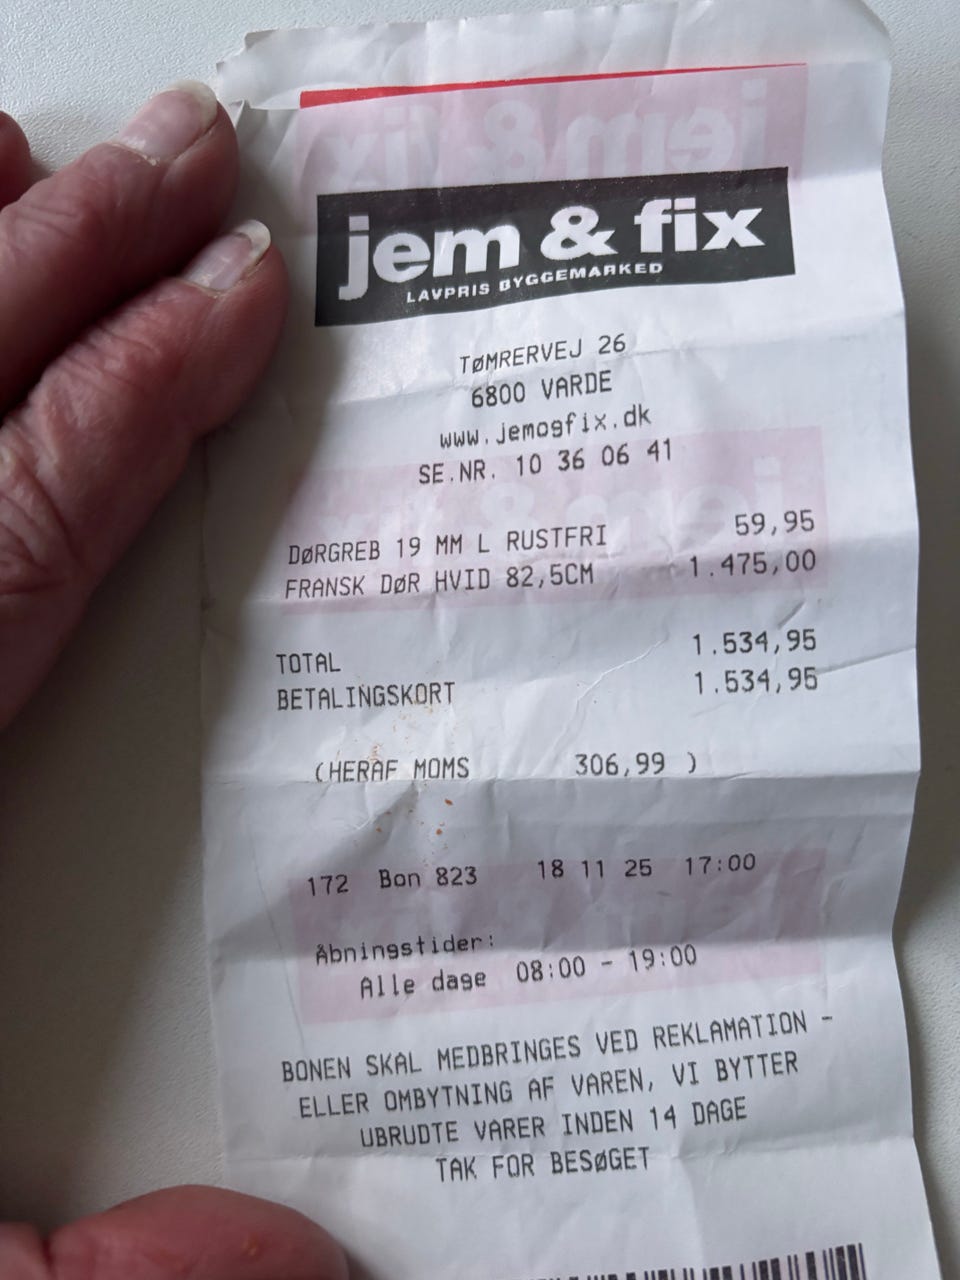 jem & fix
LAVPRIS BYGGEMARKED
TØMRERVEJ 26
6800 VARDE
www.jemogfix.dk
SE.NR. 10 36 06 41
DØRGREB 19 MM L RUSTFRI 59,95
FRANSK DØR HVID 82,5CM 1.475,00
TOTAL 1.534,95
BETALINGSKORT 1.534,95
(HERAF MOMS 306,99 )
172 Bon 823 18 11 25 17:00
Åbningstider:
Alle dage 08:00 - 19:00
BONEN SKAL MEDBRINGES VED REKLAMATION -
ELLER OMBYTNING AF VAREN, VI BYTTER
UBRUDTE VARER INDEN 14 DAGE
TAK FOR BESØGET